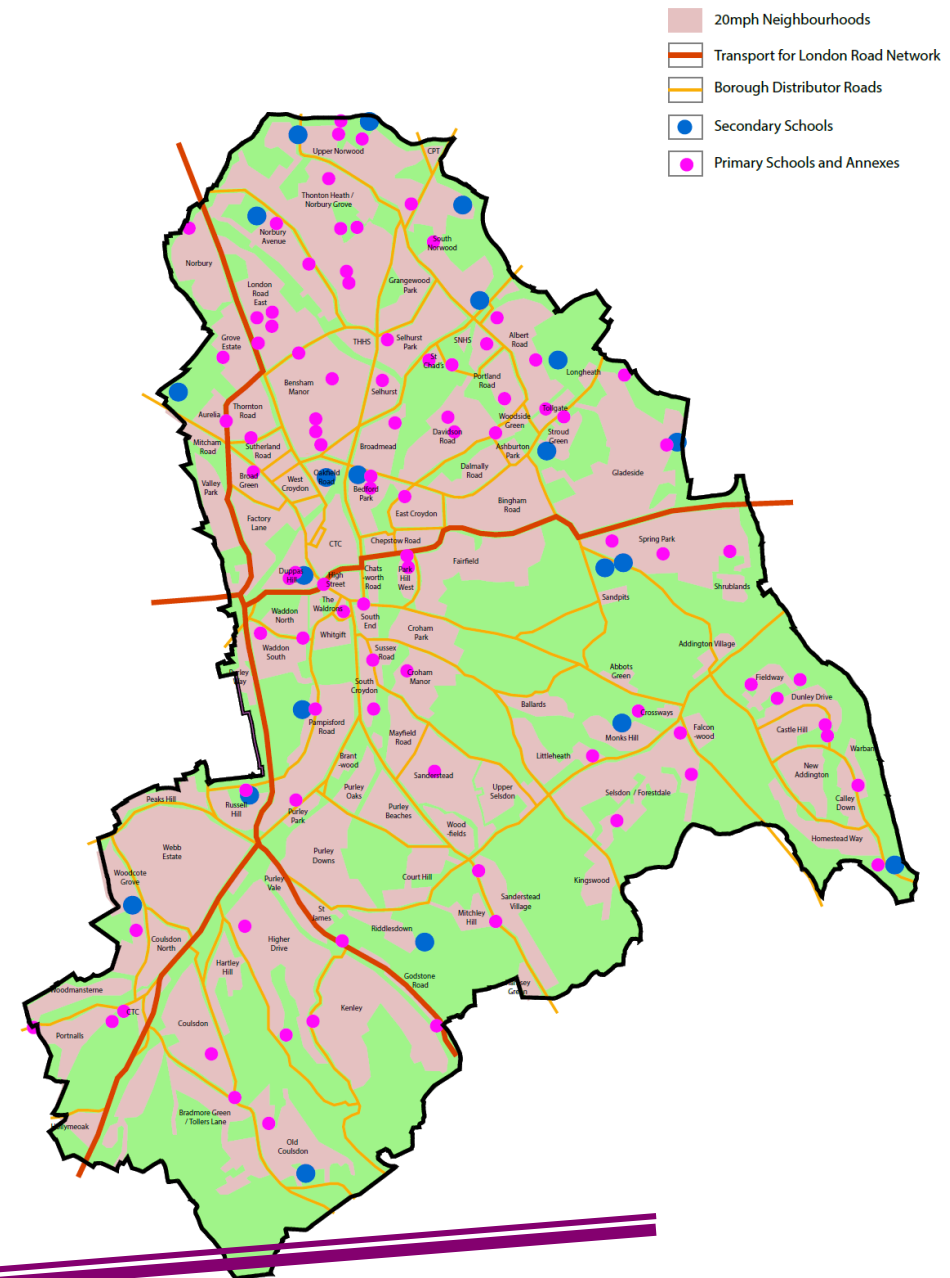 20mph Neighbourhoods
Transport for London Road Network
Borough Distributor Roads
Secondary Schools
Primary Schools and Annexes
Upper Norwood
CPT
Thonton Heath /
Norbury Grove
Norbury
Avenue
South
Norwood
Norbury
London
Road
East
Grangewood
Park
Grove
Estate
THHS
Selhurst
Park
SNHS
Albert
Road
St
Chad's
Longheath
Bensham
Manor
Selhurst
Portland
Road
Thornton
Road
Aurelia
Tollgate
Woodside
Green
Stroud
Green
Mitcham
Road
Sutherland
Road
Broadmead
Davidson
Road
Ashburton
Park
Valley
Park
Broad
Green
West
Croydon
Oakfield
Road
Bedford
Park
Dalmally
Road
Gladeside
Factory
Lane
East Croydon
Bingham
Road
CTC
Chepstow Road
Spring Park
Fairfield
Duppas
Hill
High
Street
Chats
-worth
Road
Park
Hill
West
Shrublands
Sandpits
The
Waldrons
Waddon
North
South
End
Whitgift
Croham
Park
Addington Village
Waddon
South
Sussex
Road
Croham
Manor
Abbots
Green
Purley
Way
South
Croydon
Fieldway
Dunley Drive
Ballards
Crossways
Pampisford
Road
Mayfield
Road
Monks Hill
Falcon
-wood
Castle Hill
Warban
Brant
-wood
Littleheath
Sanderstead
New
Addington
Purley
Oaks
Upper
Selsdon
Selsdon / Forestdale
Peaks Hill
Russell
Hill
Purley
Park
Purley
Beaches
Calley
Down
Wood
-fields
Homestead Way
Webb
Estate
Purley
Downs
Woodcote
Grove
Court Hill
Purley
Vale
Kingswood
Sanderstead
Village
St
James
Mitchley
Hill
Riddlesdown
Coulsdon
North
Higher
Drive
Hartley
Hill
Godstone
Road
Woodmansterne
Kenley
CTC
Coulsdon
Portnalls
Bradmore Green
/ Tollers Lane
Old
Coulsdon